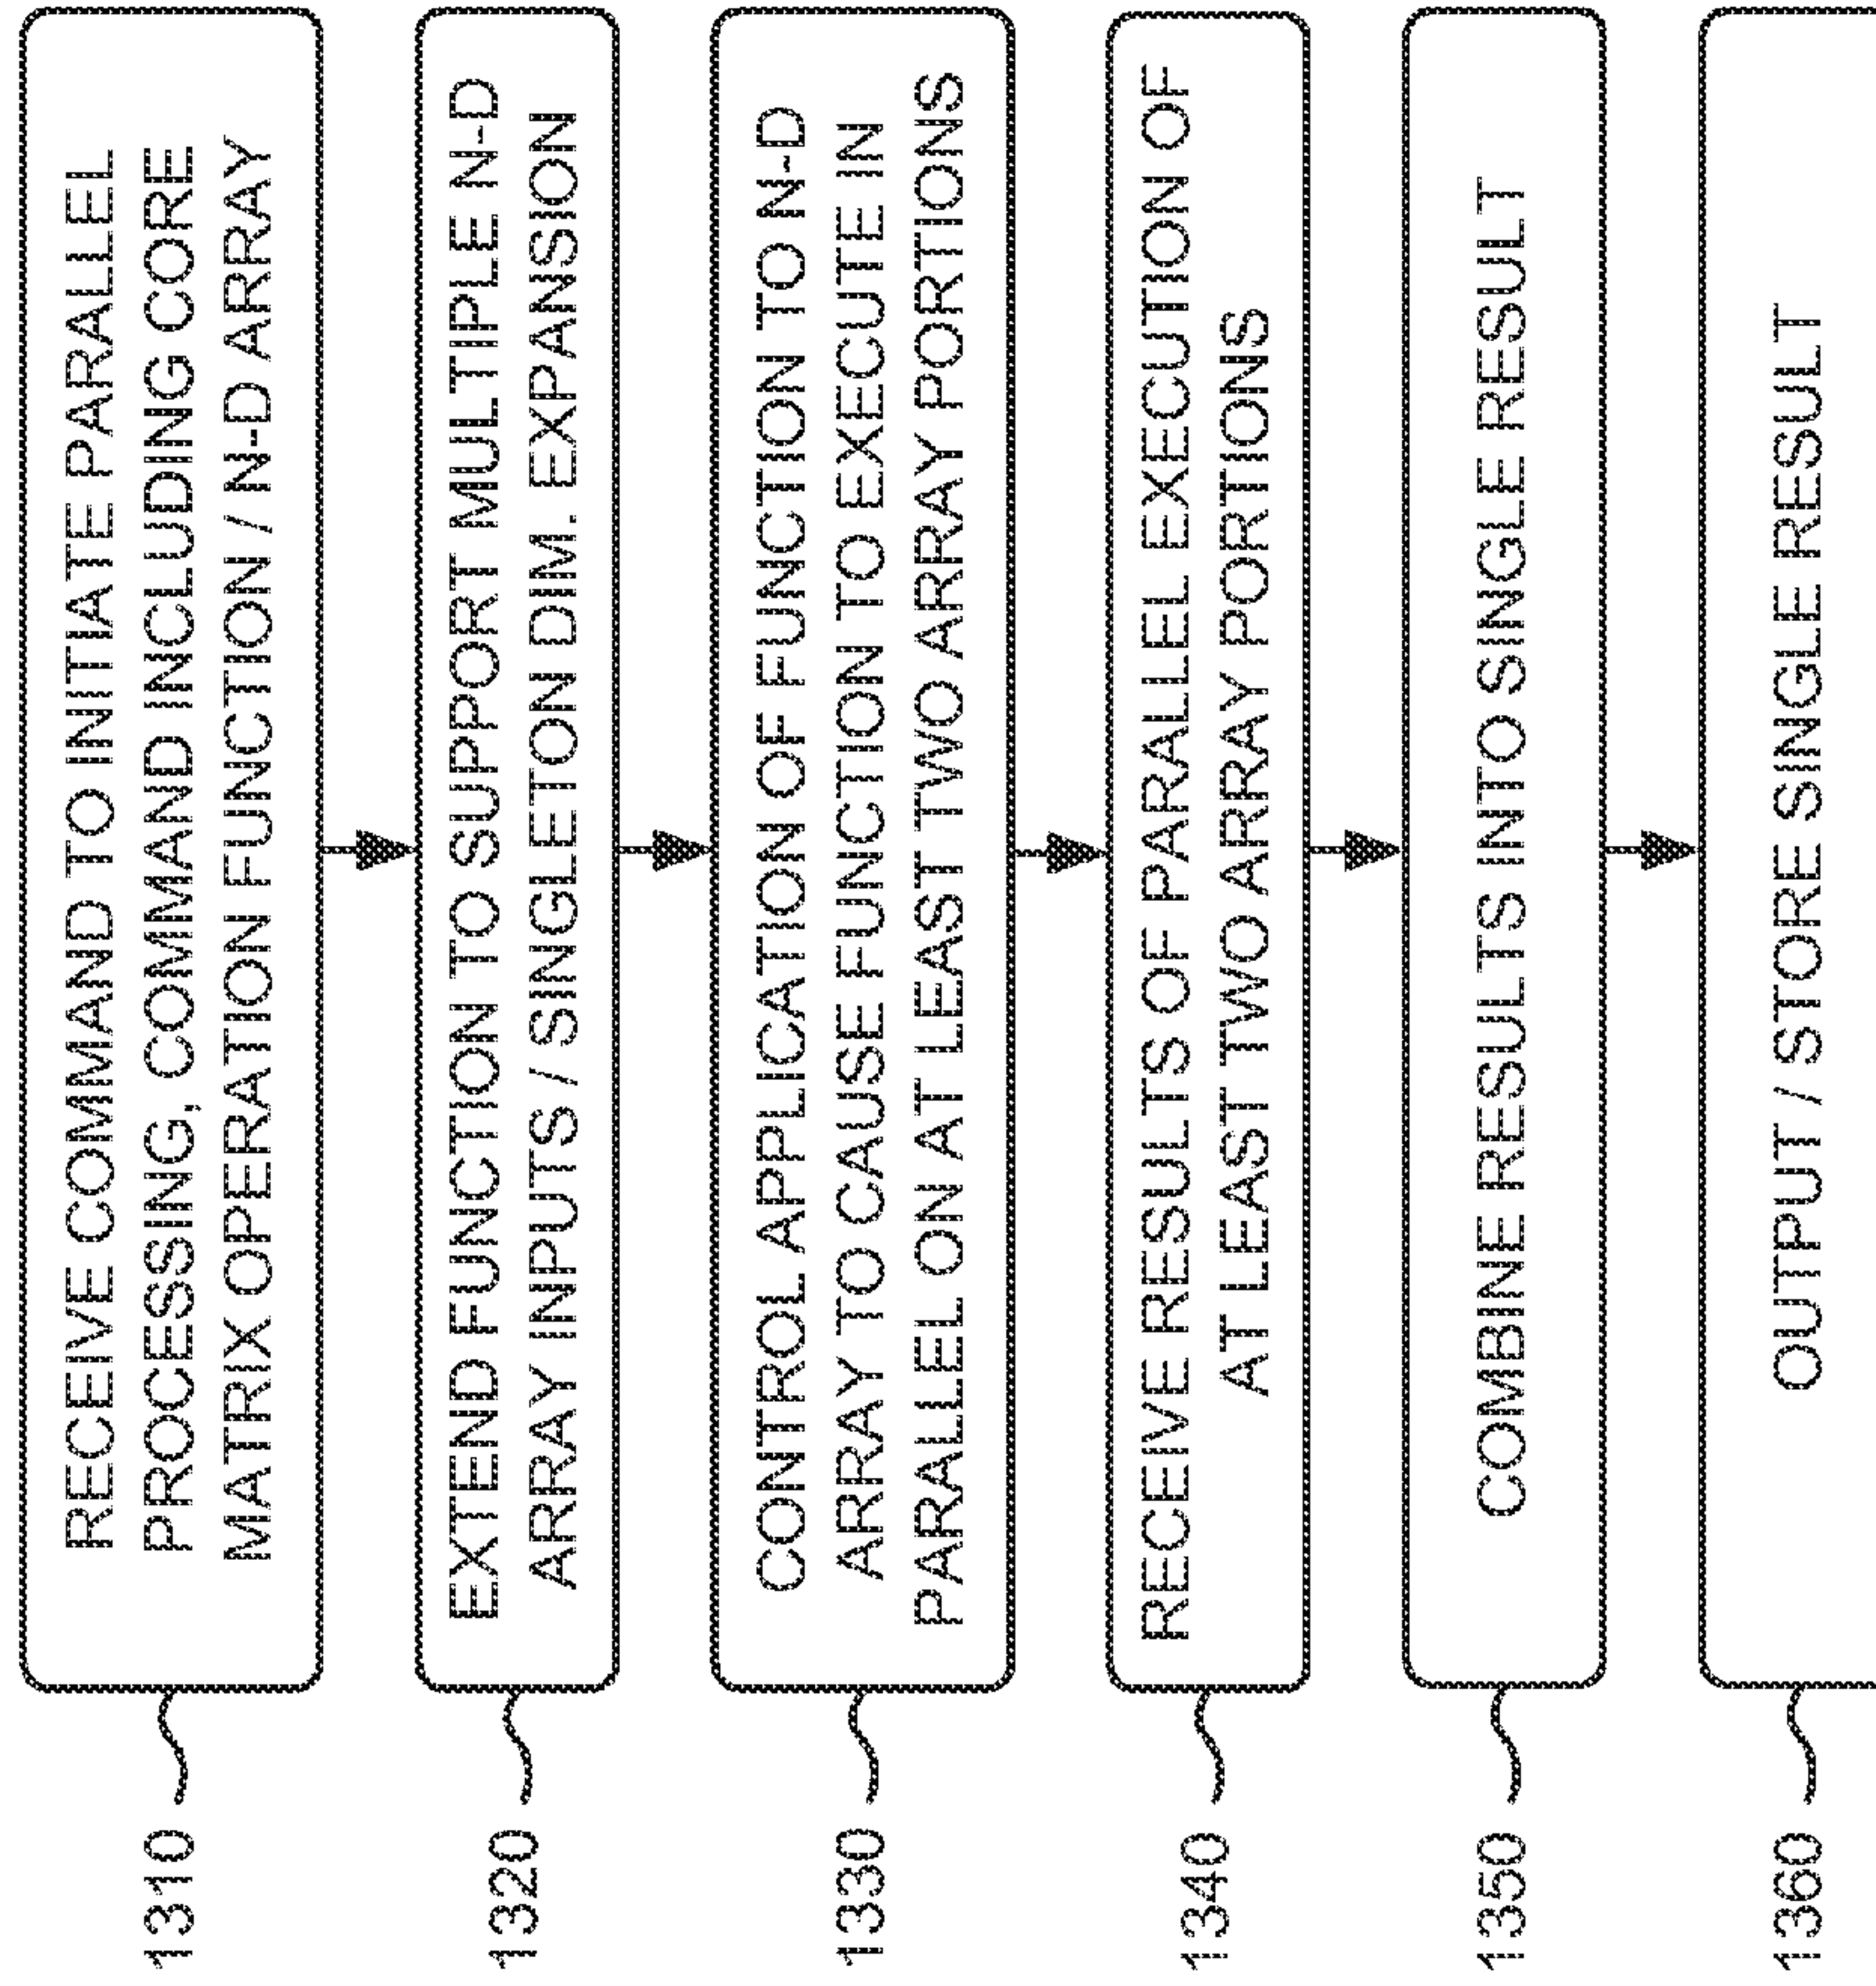 1310
RECEIVE COMMAND TO INITIATE PARALLEL
PROCESSING, COMMAND INCLUDING CORE
MATRIX OPERATION FUNCTION / N-D ARRAY
1320
EXTEND FUNCTION TO SUPPORT MULTIPLE N-D
ARRAY INPUTS / SINGLETON DIM. EXPANSION
1330
CONTROL APPLICATION OF FUNCTION TO N-D
ARRAY TO CAUSE FUNCTION TO EXECUTE IN
PARALLEL ON AT LEAST TWO ARRAY PORTIONS
1340
RECEIVE RESULTS OF PARALLEL EXECUTION OF
AT LEAST TWO ARRAY PORTIONS
1350
COMBINE RESULTS INTO SINGLE RESULT
1360
OUTPUT / STORE SINGLE RESULT